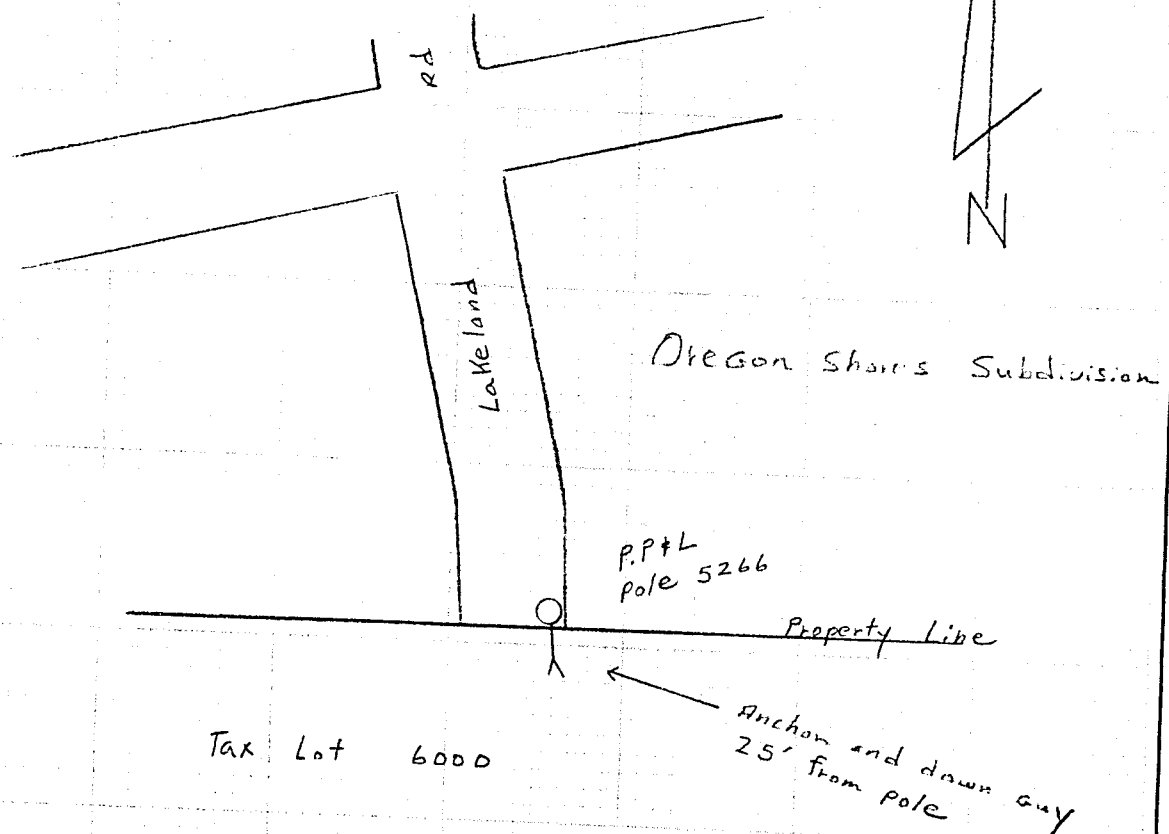 Rd
N
Lakeland
Oregon Shores Subdivision
P.P&L
pole 5266
Property Line
Anchor and down guy
25' from pole
Tax Lot 6000